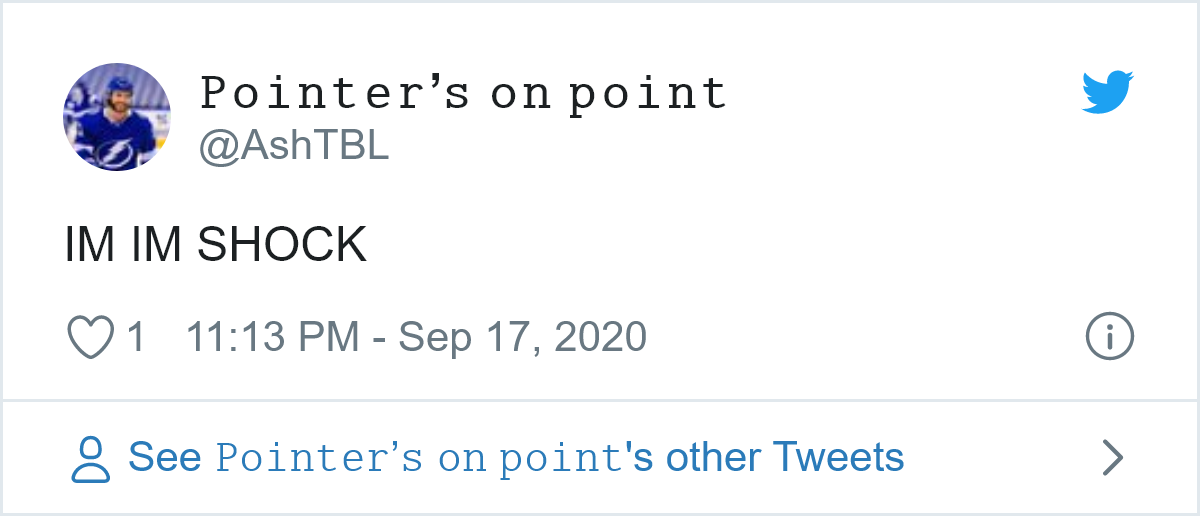 Pointer’s on point
@AshTBL
IM IM SHOCK
1 11:13 PM - Sep 17, 2020
See Pointer’s on point's other Tweets